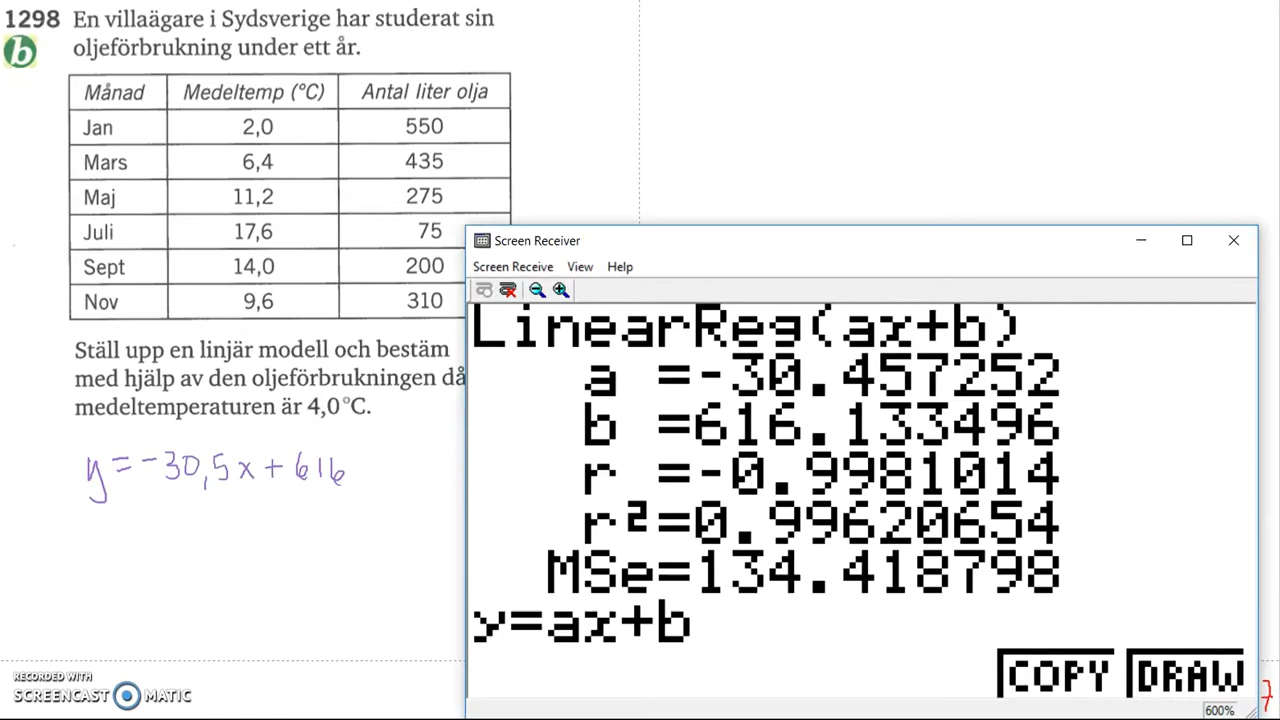 1298 En villaägare i Sydsverige har studerat sin
b oljeförbrukning under ett år.
Månad Medeltemp (°C) Antal liter olja
Jan 2,0 550
Mars 6,4 435
Maj 11,2 275
Juli 17,6 75
Sept 14,0 200
Nov 9,6 310
Ställ upp en linjär modell och bestäm
med hjälp av den oljeförbrukningen då
medeltemperaturen är 4,0 °C.
y = -30,5x + 616
Screen Receiver
Screen Receive View Help
LinearReg(ax+b)
a =-30.457252
b =616.133496
r =-0.9981014
r²=0.99620654
MSe=134.418798
y=ax+b
COPY DRAW
600%
7
RECORDED WITH
SCREENCAST MATIC